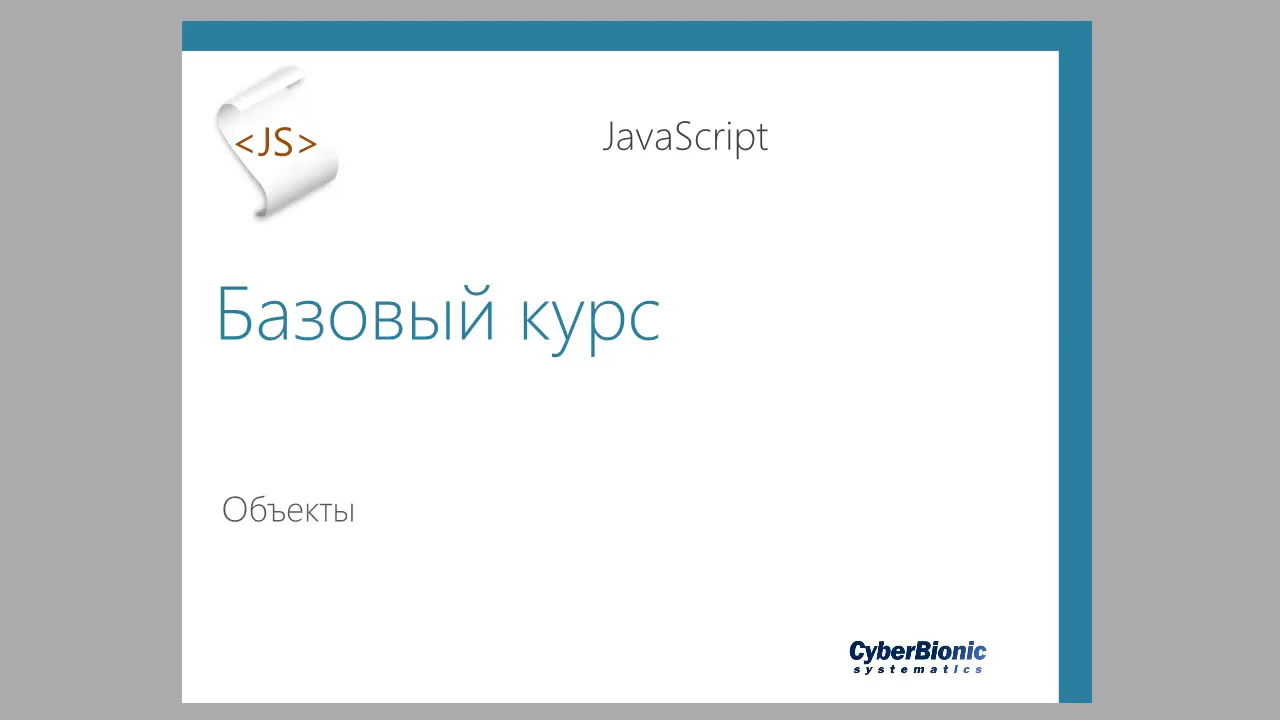 <JS>
JavaScript
Базовый курс
Объекты
CyberBionic
systematics